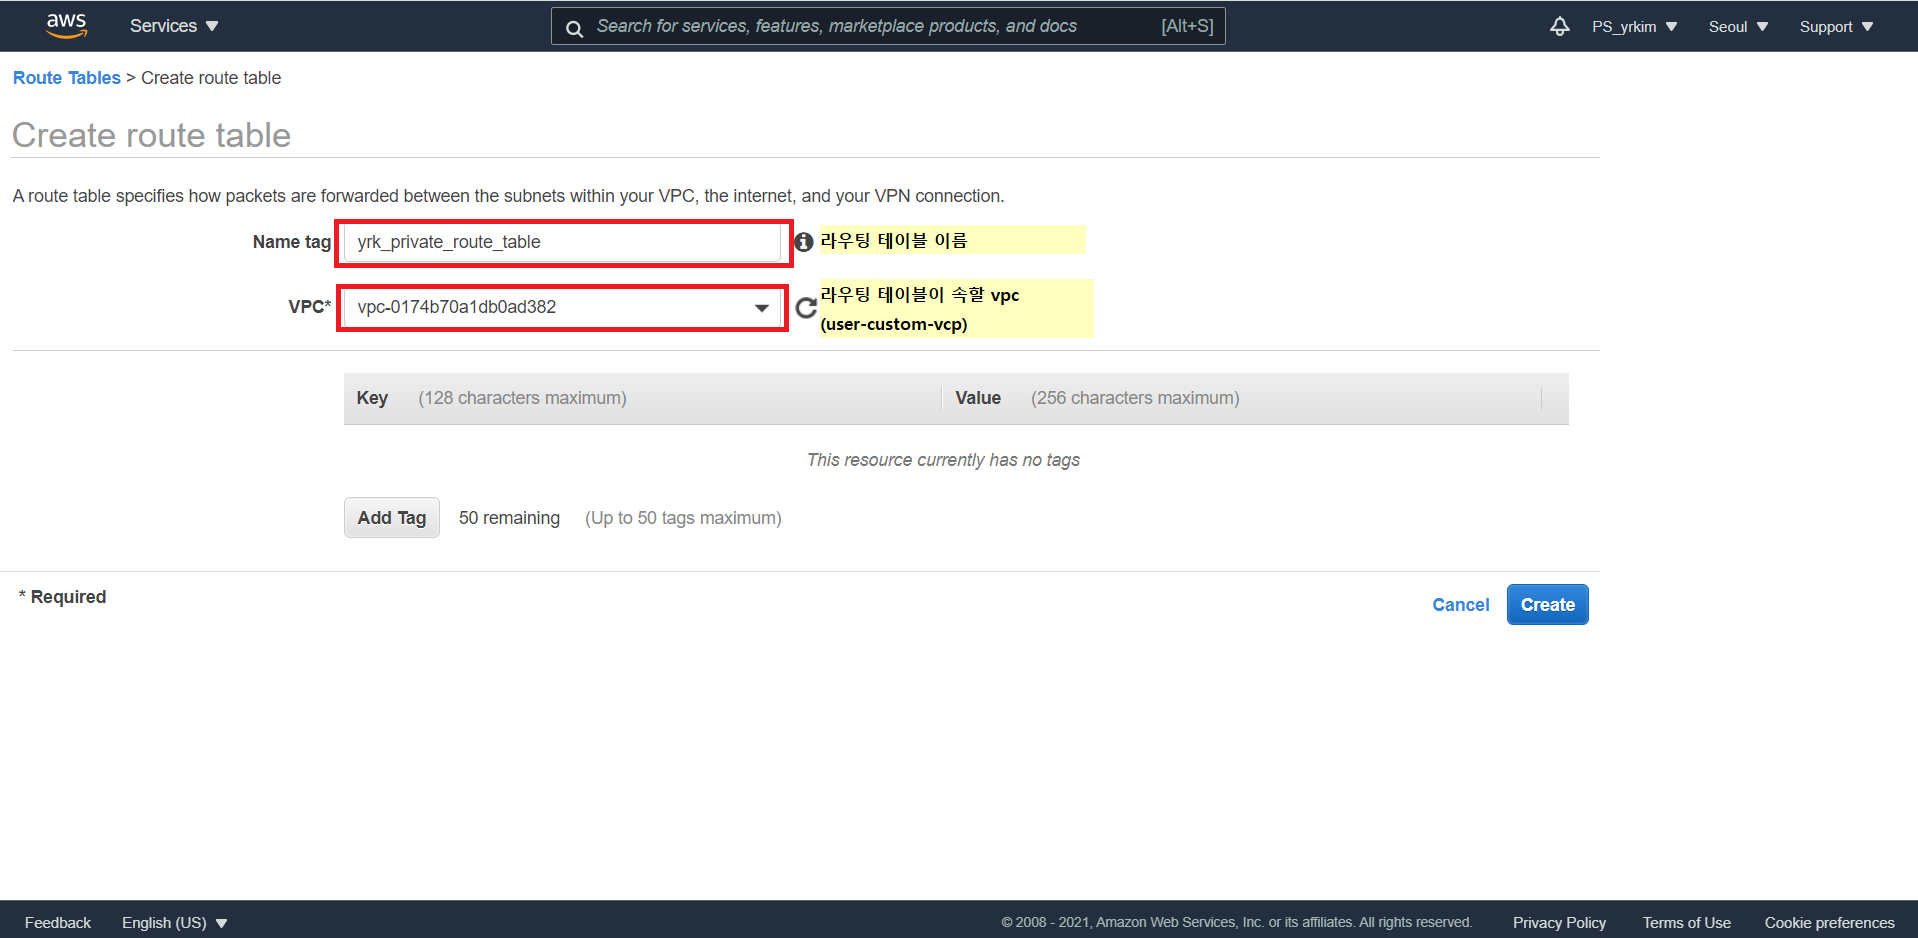 aws Services Search for services, features, marketplace products, and docs [Alt+S] PS_yrkim Seoul Support
Route Tables > Create route table
Create route table
A route table specifies how packets are forwarded between the subnets within your VPC, the internet, and your VPN connection.
Name tag yrk_private_route_table 라우팅 테이블 이름
VPC* vpc-0174b70a1db0ad382 라우팅 테이블이 속할 vpc
(user-custom-vcp)
Key (128 characters maximum) Value (256 characters maximum)
This resource currently has no tags
Add Tag 50 remaining (Up to 50 tags maximum)
* Required
Cancel Create
Feedback English (US) © 2008 - 2021, Amazon Web Services, Inc. or its affiliates. All rights reserved. Privacy Policy Terms of Use Cookie preferences